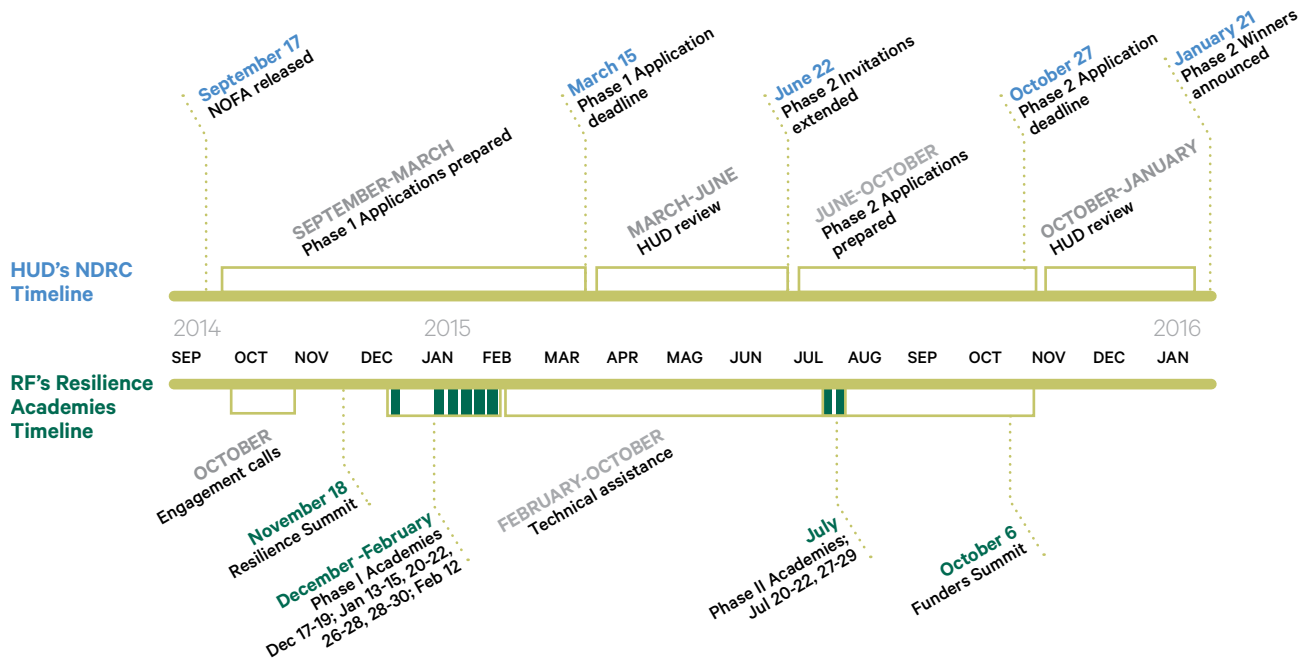 September 17
NOFA released
SEPTEMBER-MARCH
Phase 1 Applications prepared
March 15
Phase 1 Application
deadline
MARCH-JUNE
HUD review
June 22
Phase 2 Invitations
extended
JUNE-OCTOBER
Phase 2 Applications
prepared
October 27
Phase 2 Application
deadline
OCTOBER-JANUARY
HUD review
January 21
Phase 2 Winners
announced
HUD's NDRC
Timeline
2014 2015 2016
SEP OCT NOV DEC JAN FEB MAR APR MAG JUN JUL AUG SEP OCT NOV DEC JAN
RF's Resilience
Academies
Timeline
OCTOBER
Engagement calls
November 18
Resilience Summit
December -February
Phase I Academies
Dec 17-19; Jan 13-15, 20-22,
26-28, 28-30; Feb 12
FEBRUARY-OCTOBER
Technical assistance
July
Phase II Academies;
Jul 20-22, 27-29
October 6
Funders Summit